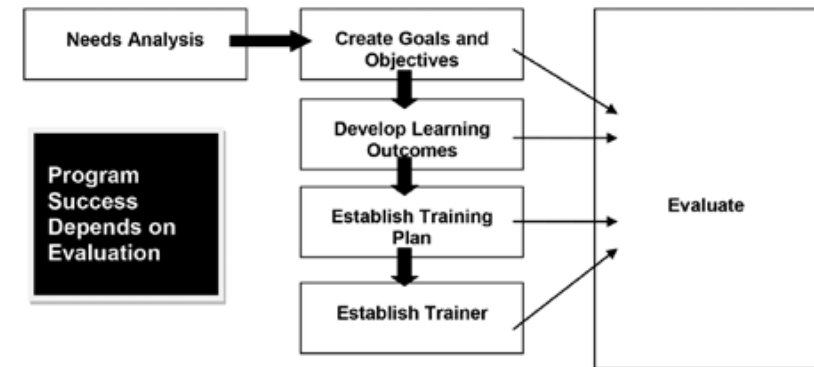 Needs Analysis
Create Goals and
Objectives
Develop Learning
Outcomes
Program
Success
Depends on
Evaluation
Establish Training
Plan
Evaluate
Establish Trainer